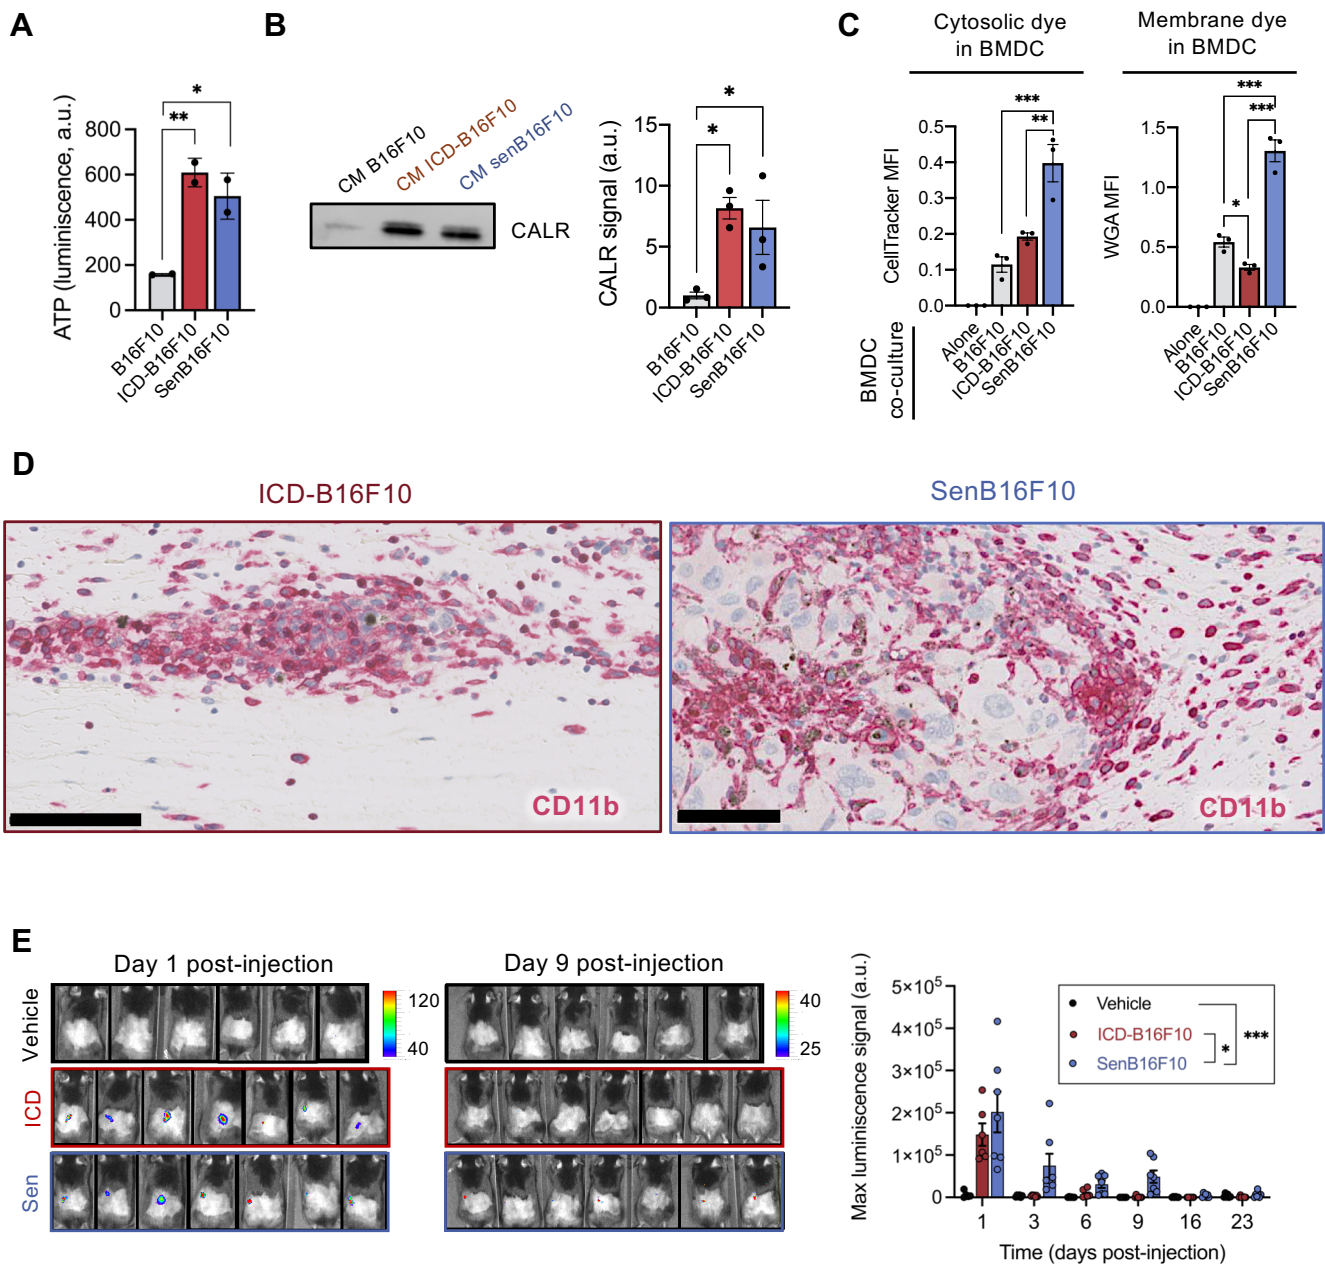 A
B
C
Cytosolic dye
in BMDC
Membrane dye
in BMDC
ATP (luminiscence, a.u.)
800
600
400
200
0
**
*
B16F10
ICD-B16F10
SenB16F10
CM B16F10
CM ICD-B16F10
CM senB16F10
CALR
CALR signal (a.u.)
15
10
5
0
*
*
B16F10
ICD-B16F10
SenB16F10
CellTracker MFI
0.5
0.4
0.3
0.2
0.1
0.0
***
**
Alone
B16F10
ICD-B16F10
SenB16F10
BMDC
co-culture
WGA MFI
1.5
1.0
0.5
0.0
***
***
*
Alone
B16F10
ICD-B16F10
SenB16F10
D
ICD-B16F10
SenB16F10
CD11b
CD11b
E
Day 1 post-injection
Day 9 post-injection
Vehicle
ICD
Sen
120
40
40
25
Max luminiscence signal (a.u.)
5×10⁵
4×10⁵
3×10⁵
2×10⁵
1×10⁵
0
Vehicle
ICD-B16F10
SenB16F10
*
***
1
3
6
9
16
23
Time (days post-injection)